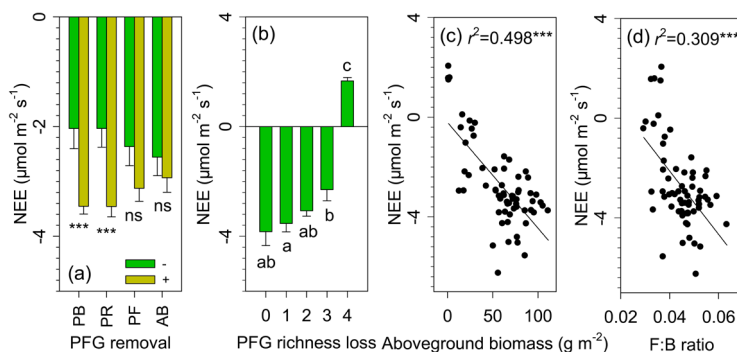 (a)
NEE (μmol m-2 s-1)
0
-2
-4
***
***
ns
ns
-
+
PB
PR
PF
AB
PFG removal
(b)
NEE (μmol m-2 s-1)
4
0
-4
ab
a
ab
b
c
0 1 2 3 4
PFG richness loss
(c) r2=0.498***
NEE (μmol m-2 s-1)
4
0
-4
0 50 100
Aboveground biomass (g m-2)
(d) r2=0.309***
NEE (μmol m-2 s-1)
4
0
-4
0.02 0.04 0.06
F:B ratio